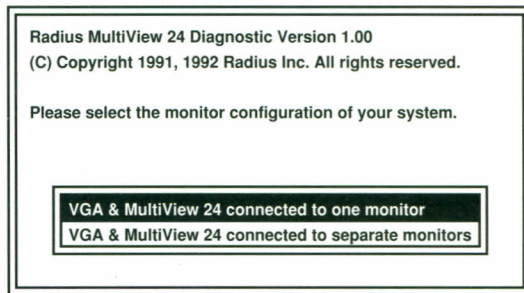 Radius MultiView 24 Diagnostic Version 1.00
(C) Copyright 1991, 1992 Radius Inc. All rights reserved.
Please select the monitor configuration of your system.
VGA & MultiView 24 connected to one monitor
VGA & MultiView 24 connected to separate monitors